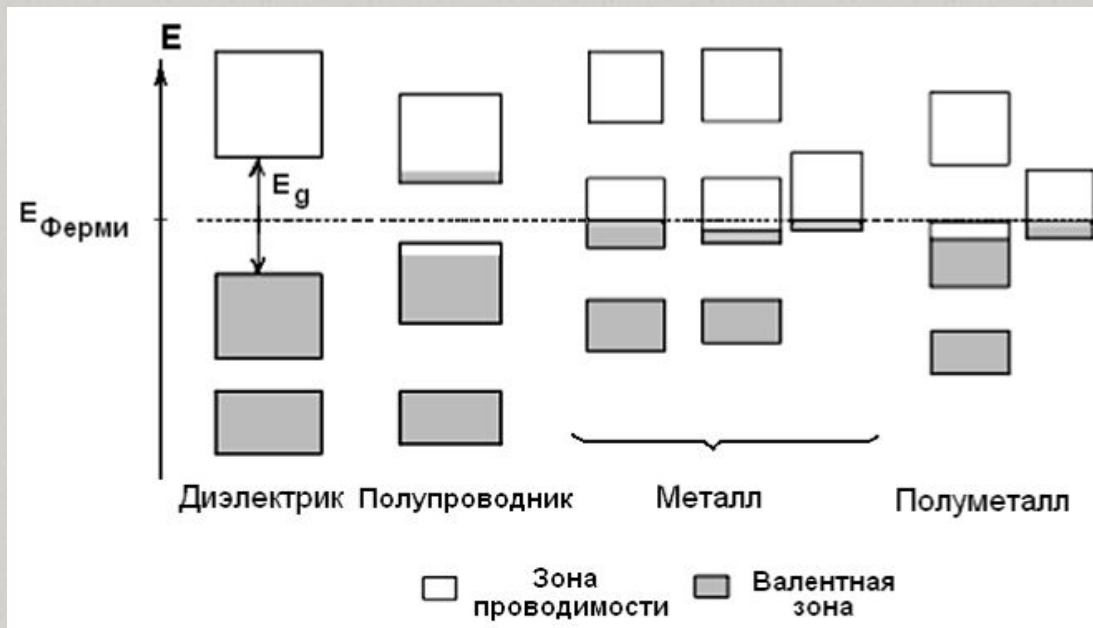 E
E g
E Ферми
Диэлектрик
Полупроводник
Металл
Полуметалл
Зона
проводимости
Валентная
зона